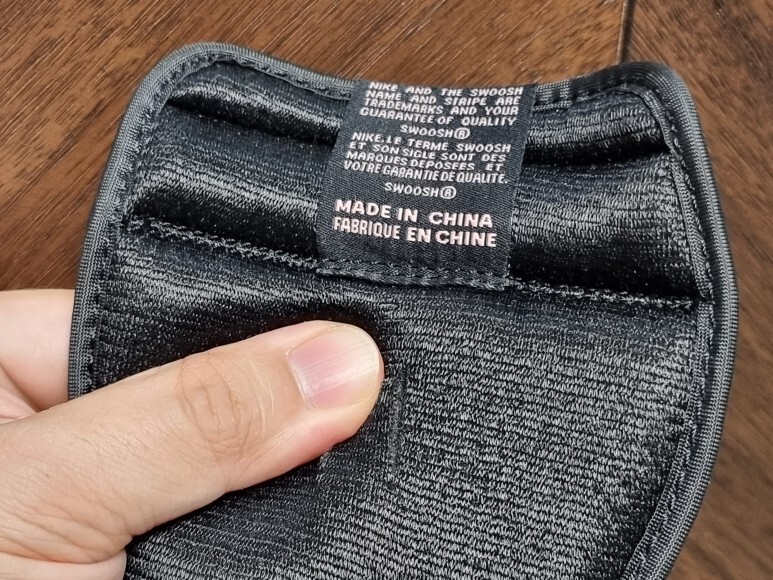 NIKE AND THE SWOOSH
NAME AND STRIPE ARE
TRADEMARKS AND YOUR
GUARANTEE OF QUALITY
SWOOSH®
NIKE.LE TERME SWOOSH
ET SON SIGLE SONT DES
MARQUES DEPOSEES ET
VOTRE GARANTIE DE QUALITE.
SWOOSH®
MADE IN CHINA
FABRIQUE EN CHINE